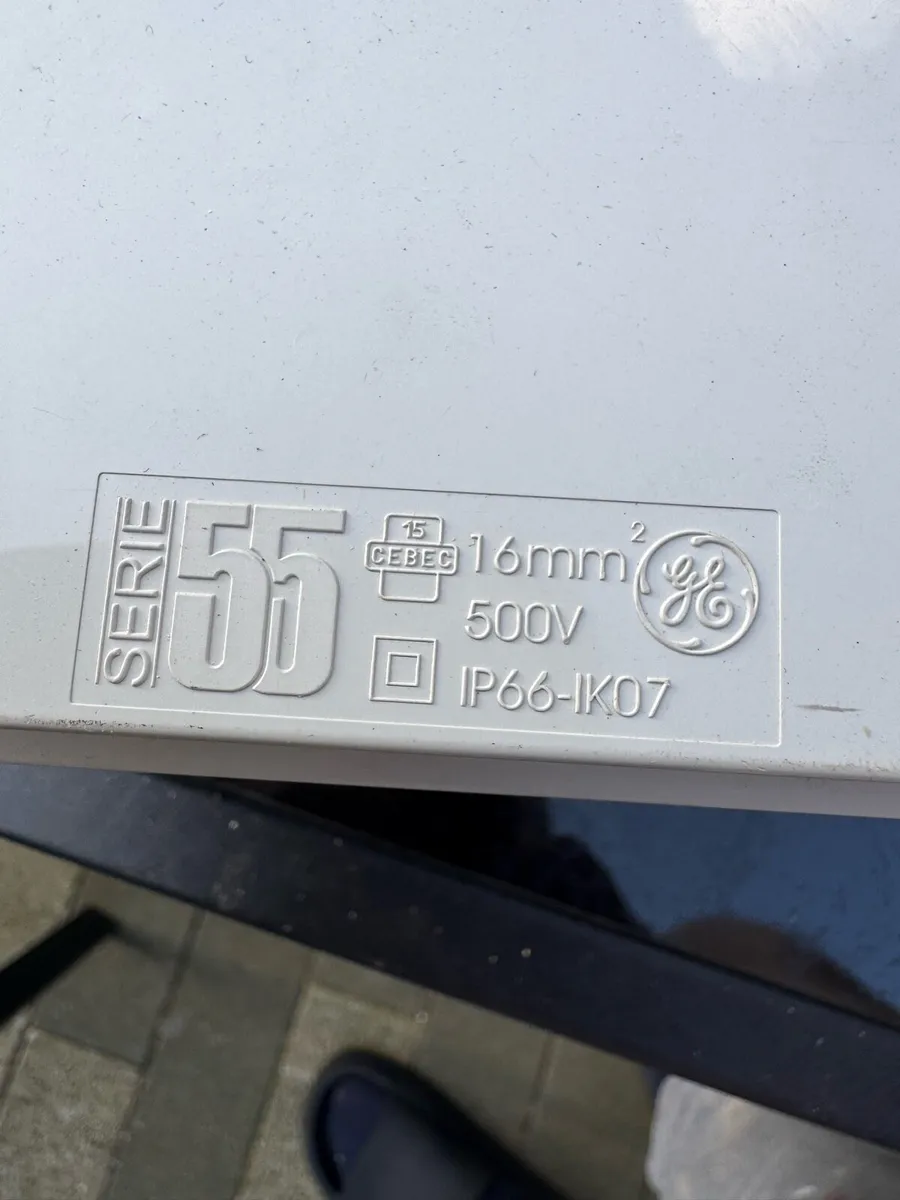 SERIE
55
15
CEBEC
16mm²
500V
IP66-IK07
GE